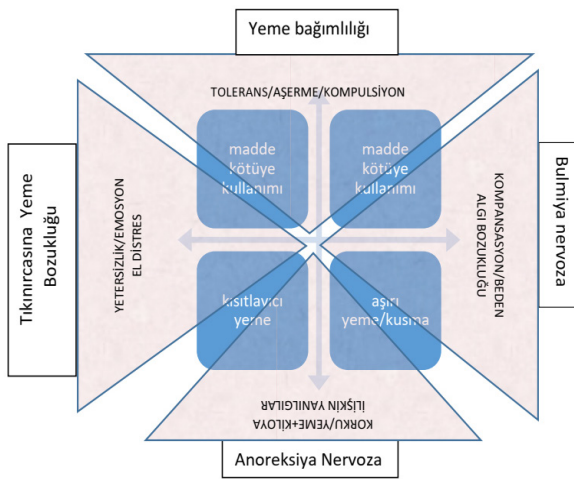 Yeme bağımlılığı
TOLERANS/AŞERME/KOMPULSİYON
madde
kötüye
kullanımı
madde
kötüye
kullanımı
Tıkınırcasına Yeme
Bozukluğu
YETERSİZLİK/EMOSYON
EL DİSTRES
KOMPANSASYON/BEDEN
ALGI BOZUKLUĞU
Bulmiya nervoza
kısıtlayıcı
yeme
aşırı
yeme/kusma
KORKU/YEME+KİLOYA
İLİŞKİN YANILGILAR
Anoreksiya Nervoza